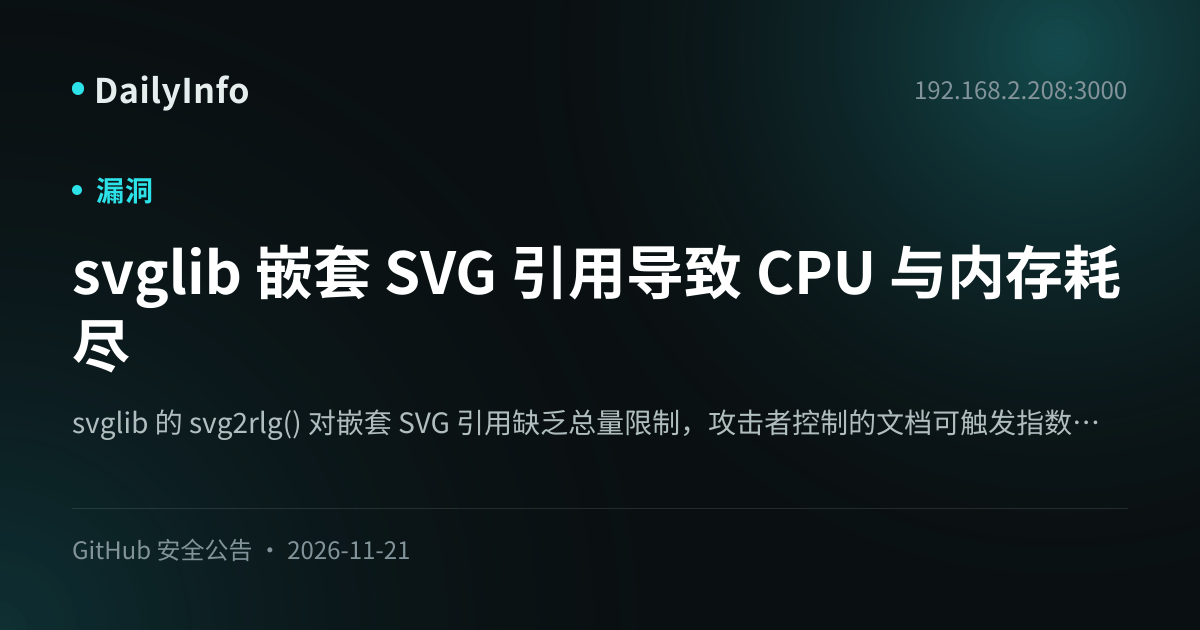 DailyInfo
192.168.2.208:3000
漏洞
svglib 嵌套 SVG 引用导致 CPU 与内存耗
尽
svglib 的 svg2rlg() 对嵌套 SVG 引用缺乏总量限制，攻击者控制的文档可触发指数…
GitHub 安全公告 · 2026-11-21